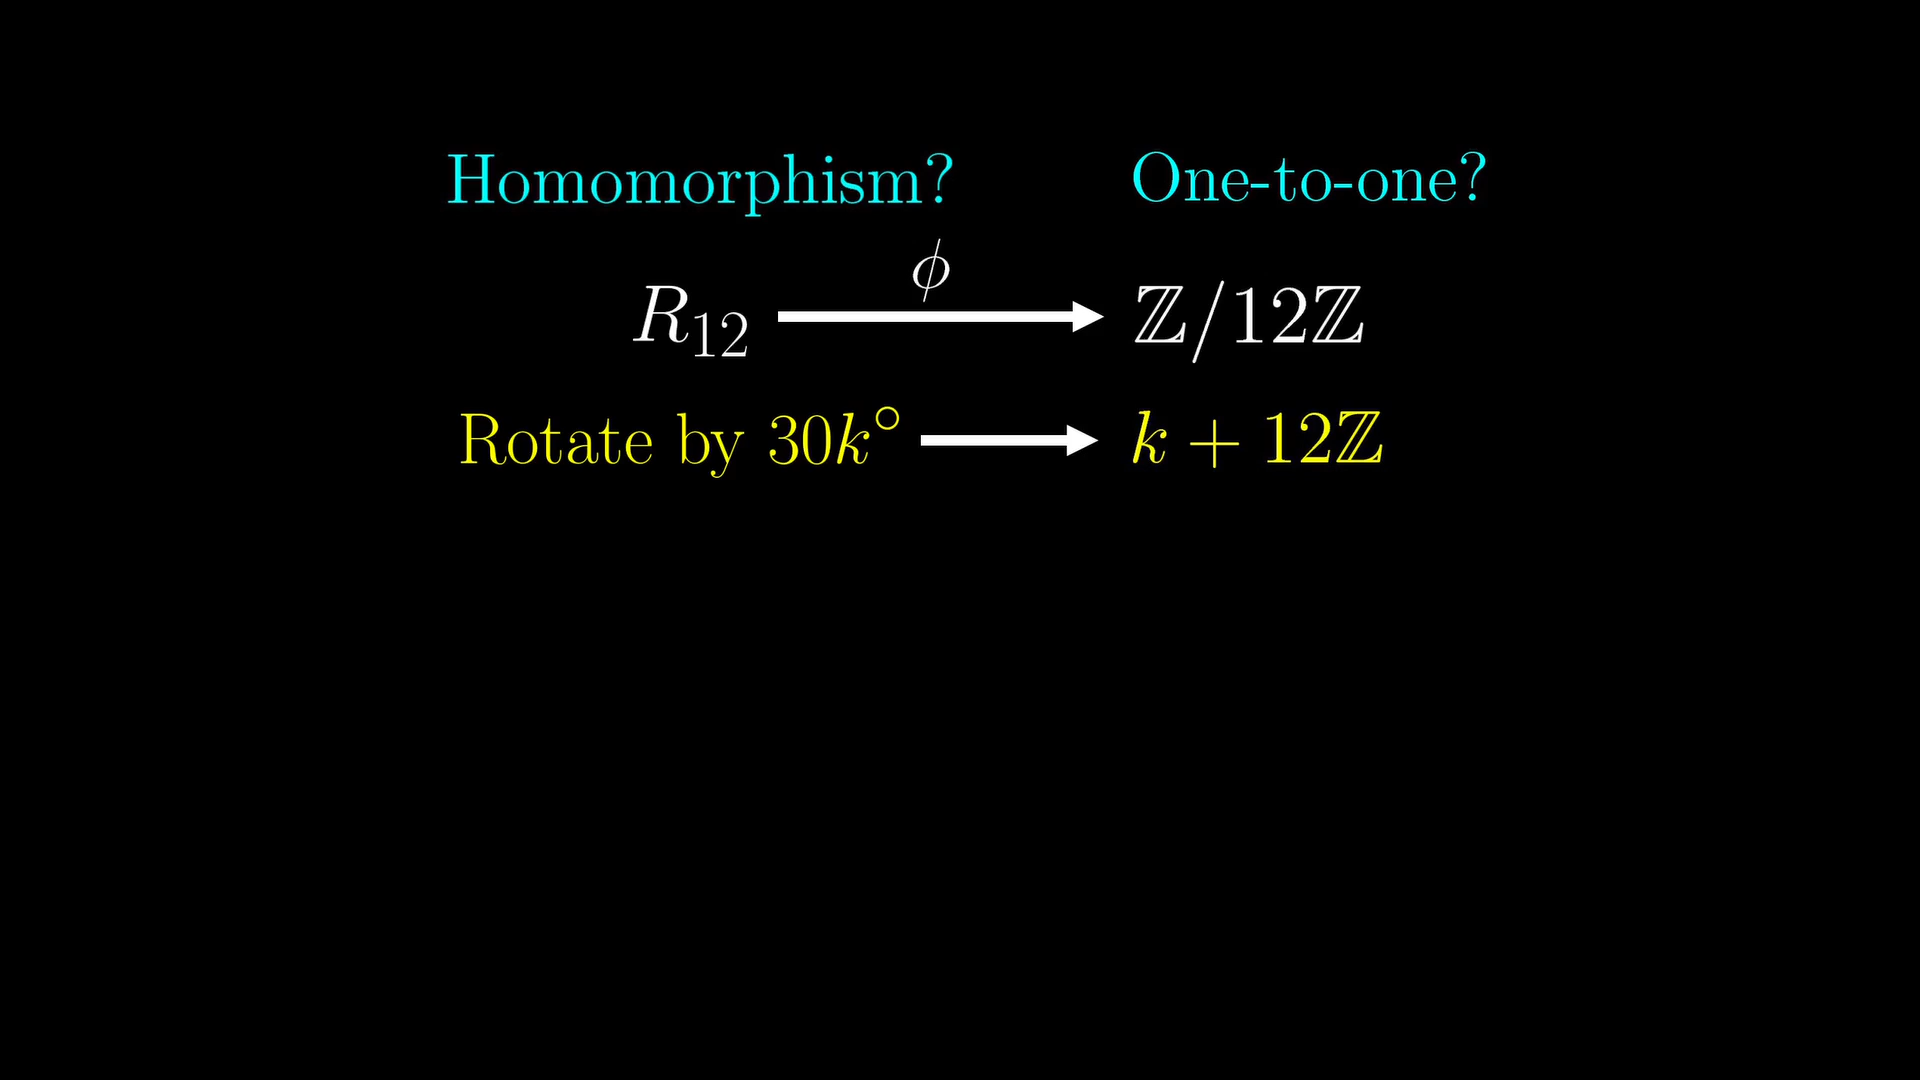 Homomorphism? One-to-one?
ϕ
R₁₂ ⟶ ℤ/12ℤ
Rotate by 30k° ⟶ k + 12ℤ